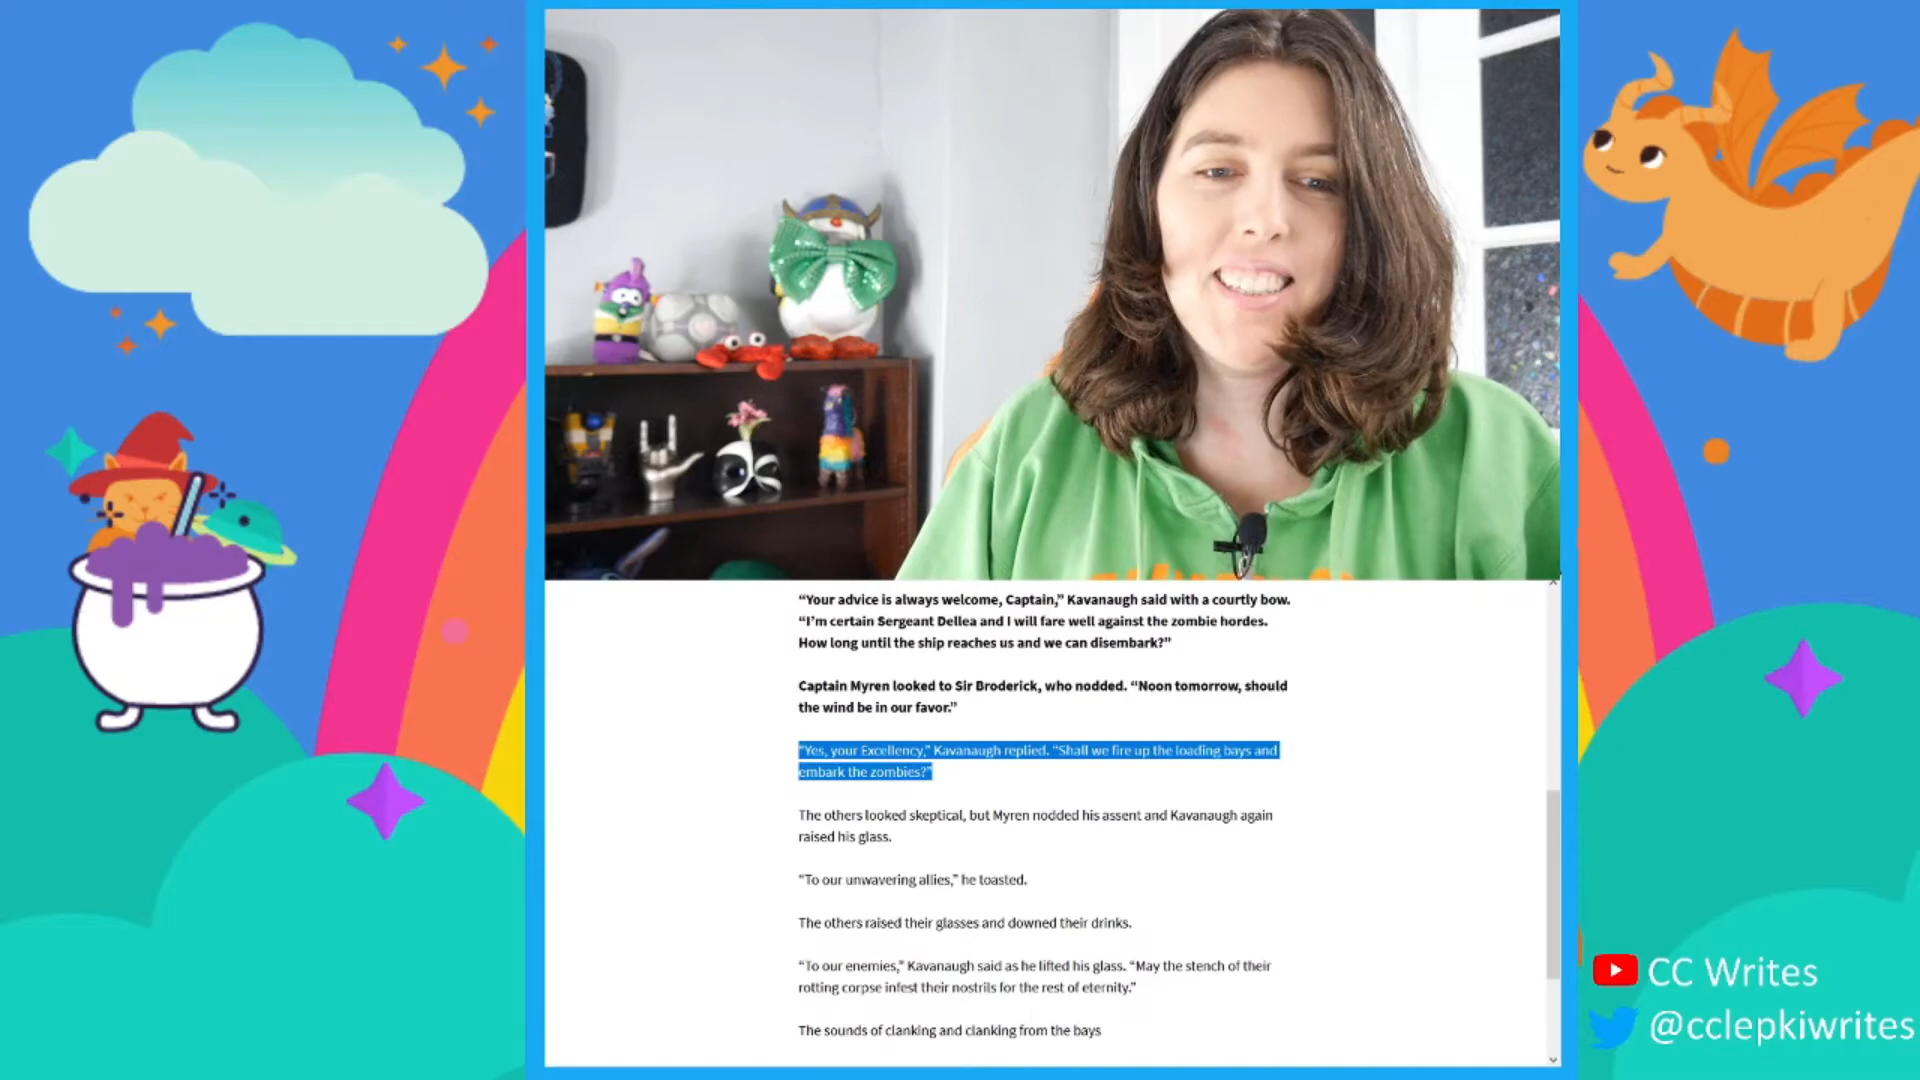 “Your advice is always welcome, Captain,” Kavanaugh said with a courtly bow.
“I’m certain Sergeant Dellea and I will fare well against the zombie hordes.
How long until the ship reaches us and we can disembark?”
Captain Myren looked to Sir Broderick, who nodded. “Noon tomorrow, should
the wind be in our favor.”
“Yes, your Excellency,” Kavanaugh replied. “Shall we fire up the loading bays and
embark the zombies?”
The others looked skeptical, but Myren nodded his assent and Kavanaugh again
raised his glass.
“To our unwavering allies,” he toasted.
The others raised their glasses and downed their drinks.
“To our enemies,” Kavanaugh said as he lifted his glass. “May the stench of their
rotting corpse infest their nostrils for the rest of eternity.”
The sounds of clanking and clanking from the bays
CC Writes
@cclepkiwrites